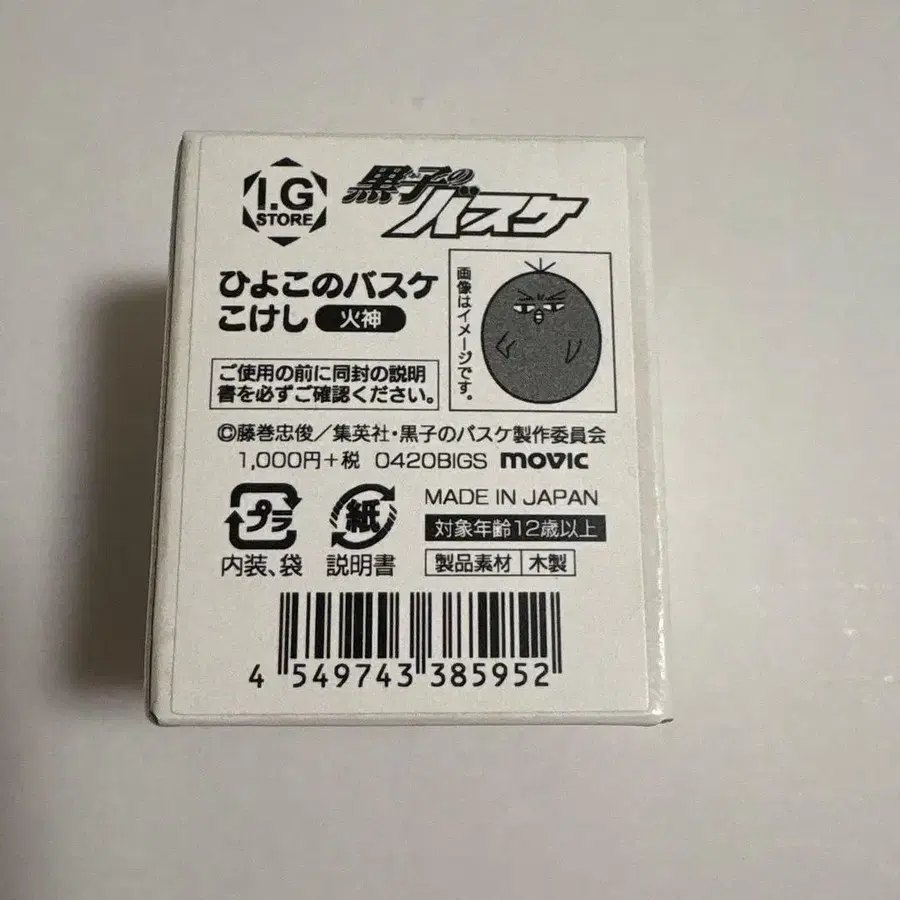 I.G
STORE
黒子の
バスケ
ひよこのバスケ
こけし 火神
画像はイメージです。
ご使用の前に同封の説明
書を必ずご確認ください。
©藤巻忠俊/集英社・黒子のバスケ製作委員会
1,000円+税 0420BIGS movic
プラ
紙
MADE IN JAPAN
対象年齢12歳以上
内装、袋 説明書
製品素材 木製
4 549743 385952